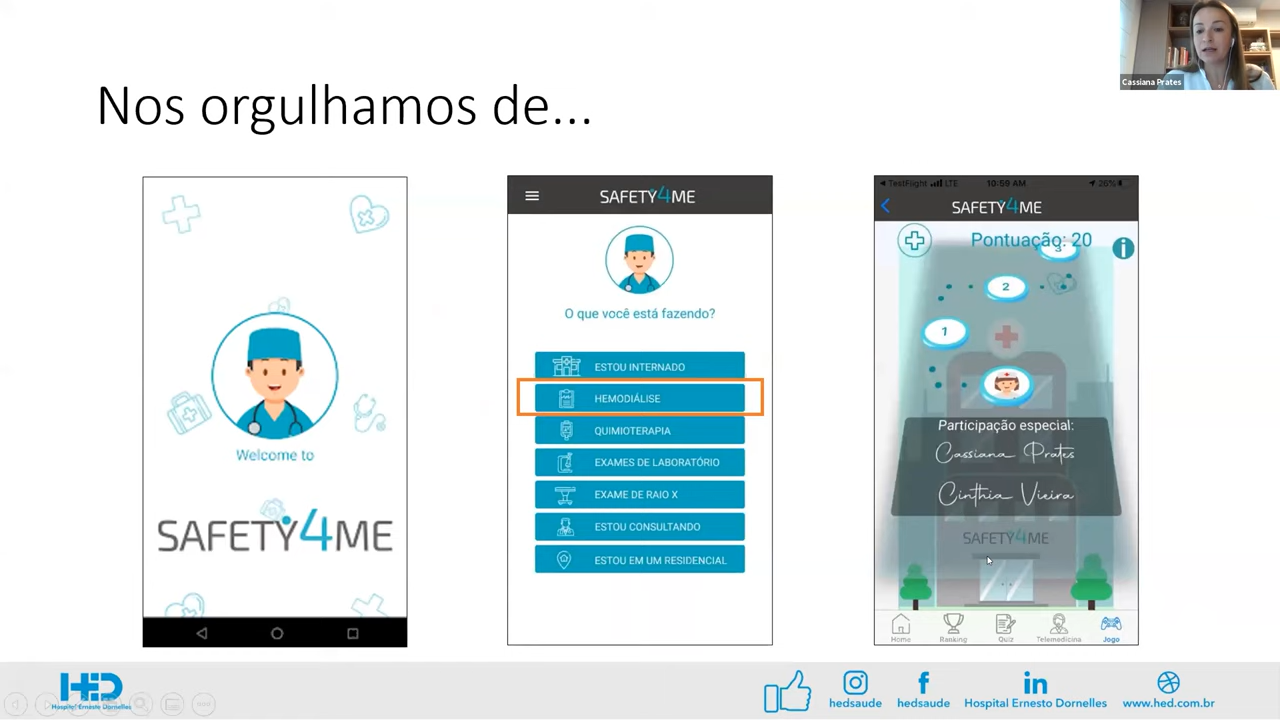 Cassiana Prates
Nos orgulhamos de...
Welcome to
SAFETY4ME
SAFETY4ME
O que você está fazendo?
ESTOU INTERNADO
HEMODIÁLISE
QUIMIOTERAPIA
EXAMES DE LABORATÓRIO
EXAME DE RAIO X
ESTOU CONSULTANDO
ESTOU EM UM RESIDENCIAL
TestFlight LTE 10:59 AM 26%
SAFETY4ME
Pontuação: 20
3
2
1
Participação especial:
Cassiana Prates
Cinthia Vieira
SAFETY4ME
Home Ranking Quiz Telemedicina Jogo
HED
Hospital Ernesto Dornelles
hedsaude hedsaude Hospital Ernesto Dornelles www.hed.com.br